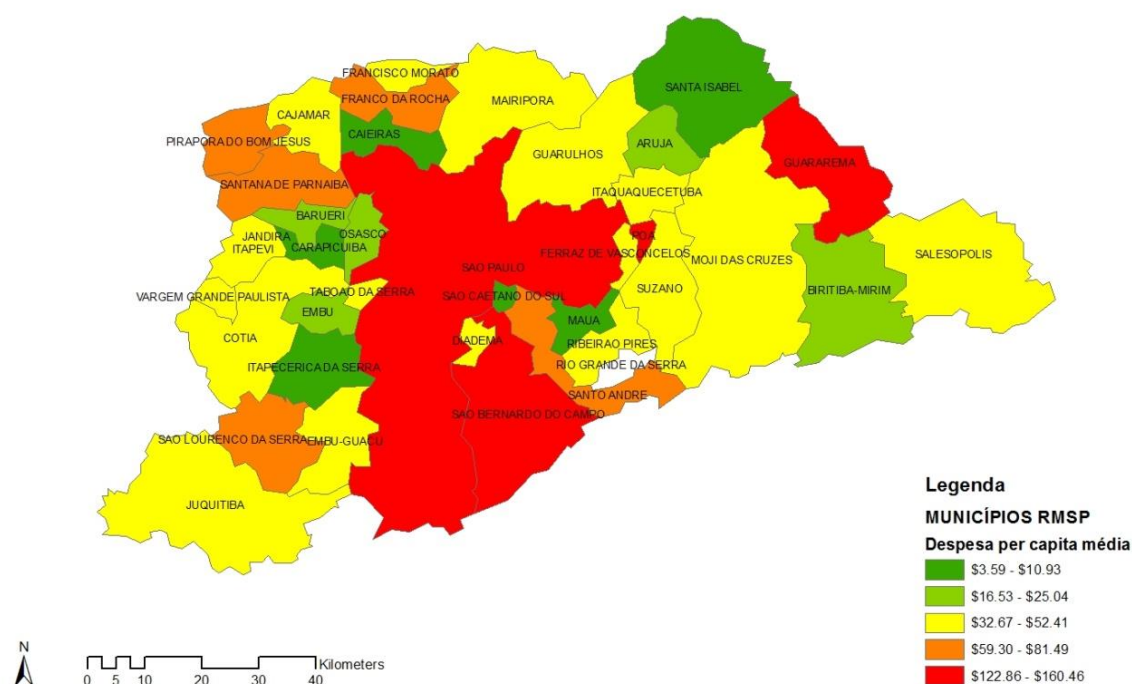 FRANCISCO MORATO
SANTA ISABEL
FRANCO DA ROCHA
MAIRIPORA
CAJAMAR
PIRAPORA DO BOM JESUS
CAIEIRAS
ARUJA
GUARULHOS
GUARAREMA
SANTANA DE PARNAIBA
ITAQUAQUECETUBA
BARUERI
JANDIRA
OSASCO
POA
ITAPEVI
CARAPICUIBA
FERRAZ DE VASCONCELOS
SALESOPOLIS
MOJI DAS CRUZES
SAO PAULO
SUZANO
BIRITIBA-MIRIM
VARGEM GRANDE PAULISTA
TABOAO DA SERRA
SAO CAETANO DO SUL
EMBU
MAUA
COTIA
DIADEMA
RIBEIRAO PIRES
ITAPECERICA DA SERRA
RIO GRANDE DA SERRA
SANTO ANDRE
SAO BERNARDO DO CAMPO
SAO LOURENCO DA SERRA
EMBU-GUACU
JUQUITIBA
Legenda
MUNICÍPIOS RMSP
Despesa per capita média
$3.59 - $10.93
$16.53 - $25.04
$32.67 - $52.41
$59.30 - $81.49
$122.86 - $160.46
N
Kilometers
0 5 10 20 30 40